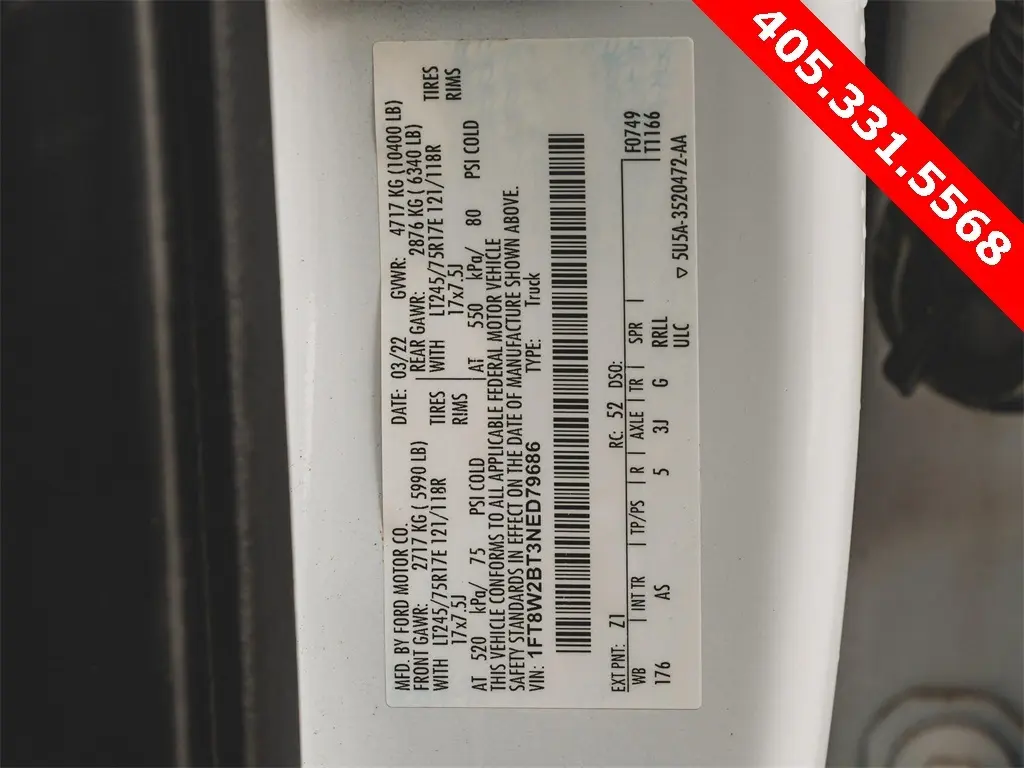 MFD. BY FORD MOTOR CO.
DATE: 03/22 GVWR: 4717 KG (10400 LB)
FRONT GAWR: 2717 KG ( 5990 LB) REAR GAWR: 2876 KG ( 6340 LB)
WITH LT245/75R17E 121/118R TIRES WITH LT245/75R17E 121/118R TIRES
17x7.5J RIMS 17x7.5J RIMS
AT 520 kPa/ 75 PSI COLD AT 550 kPa/ 80 PSI COLD
THIS VEHICLE CONFORMS TO ALL APPLICABLE FEDERAL MOTOR VEHICLE
SAFETY STANDARDS IN EFFECT ON THE DATE OF MANUFACTURE SHOWN ABOVE.
VIN: 1FT8W2BT3NED79686 TYPE: Truck
EXT PNT: Z1 RC: 52 DSO: F0749
T1166
WB INT TR TP/PS R AXLE TR SPR
176 AS 5 3J G RRLL
ULC ▽ 5U5A-3520472-AA
405.331.5568